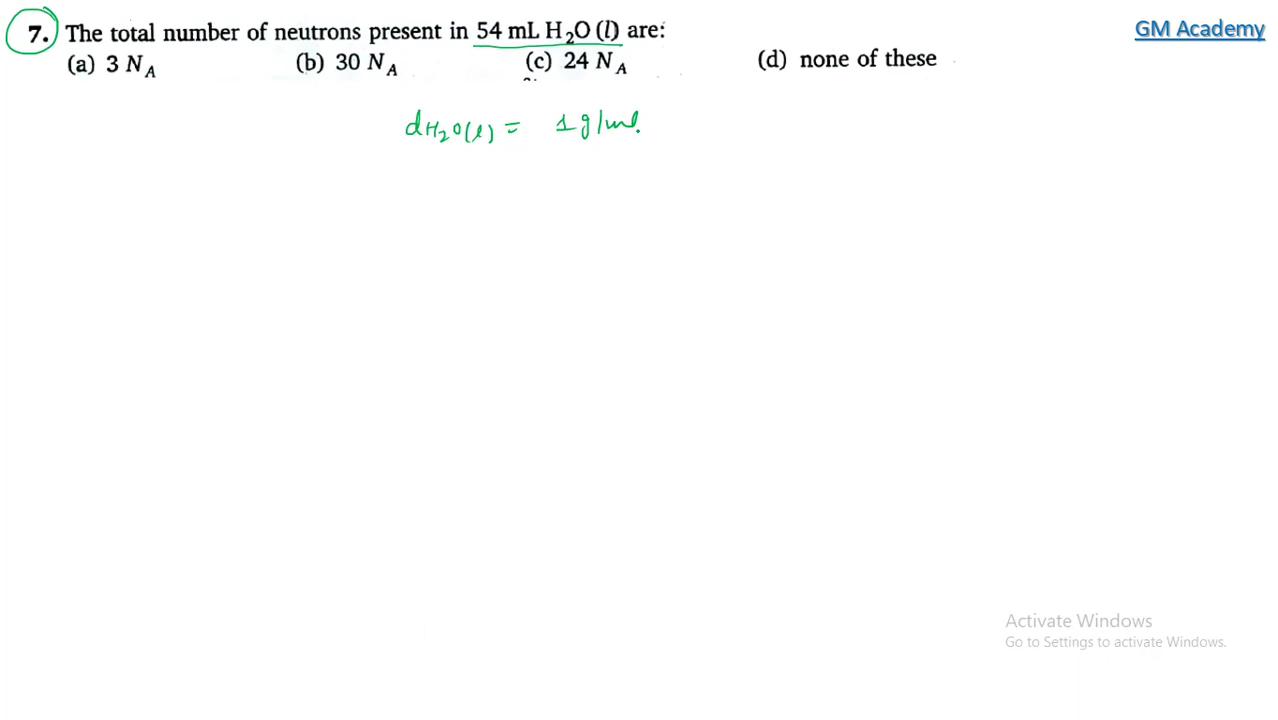 7. The total number of neutrons present in 54 mL H₂O (l) are:
GM Academy
(a) 3 N_A (b) 30 N_A (c) 24 N_A (d) none of these
d H₂O(l) = 1 g/ml.
Activate Windows
Go to Settings to activate Windows.